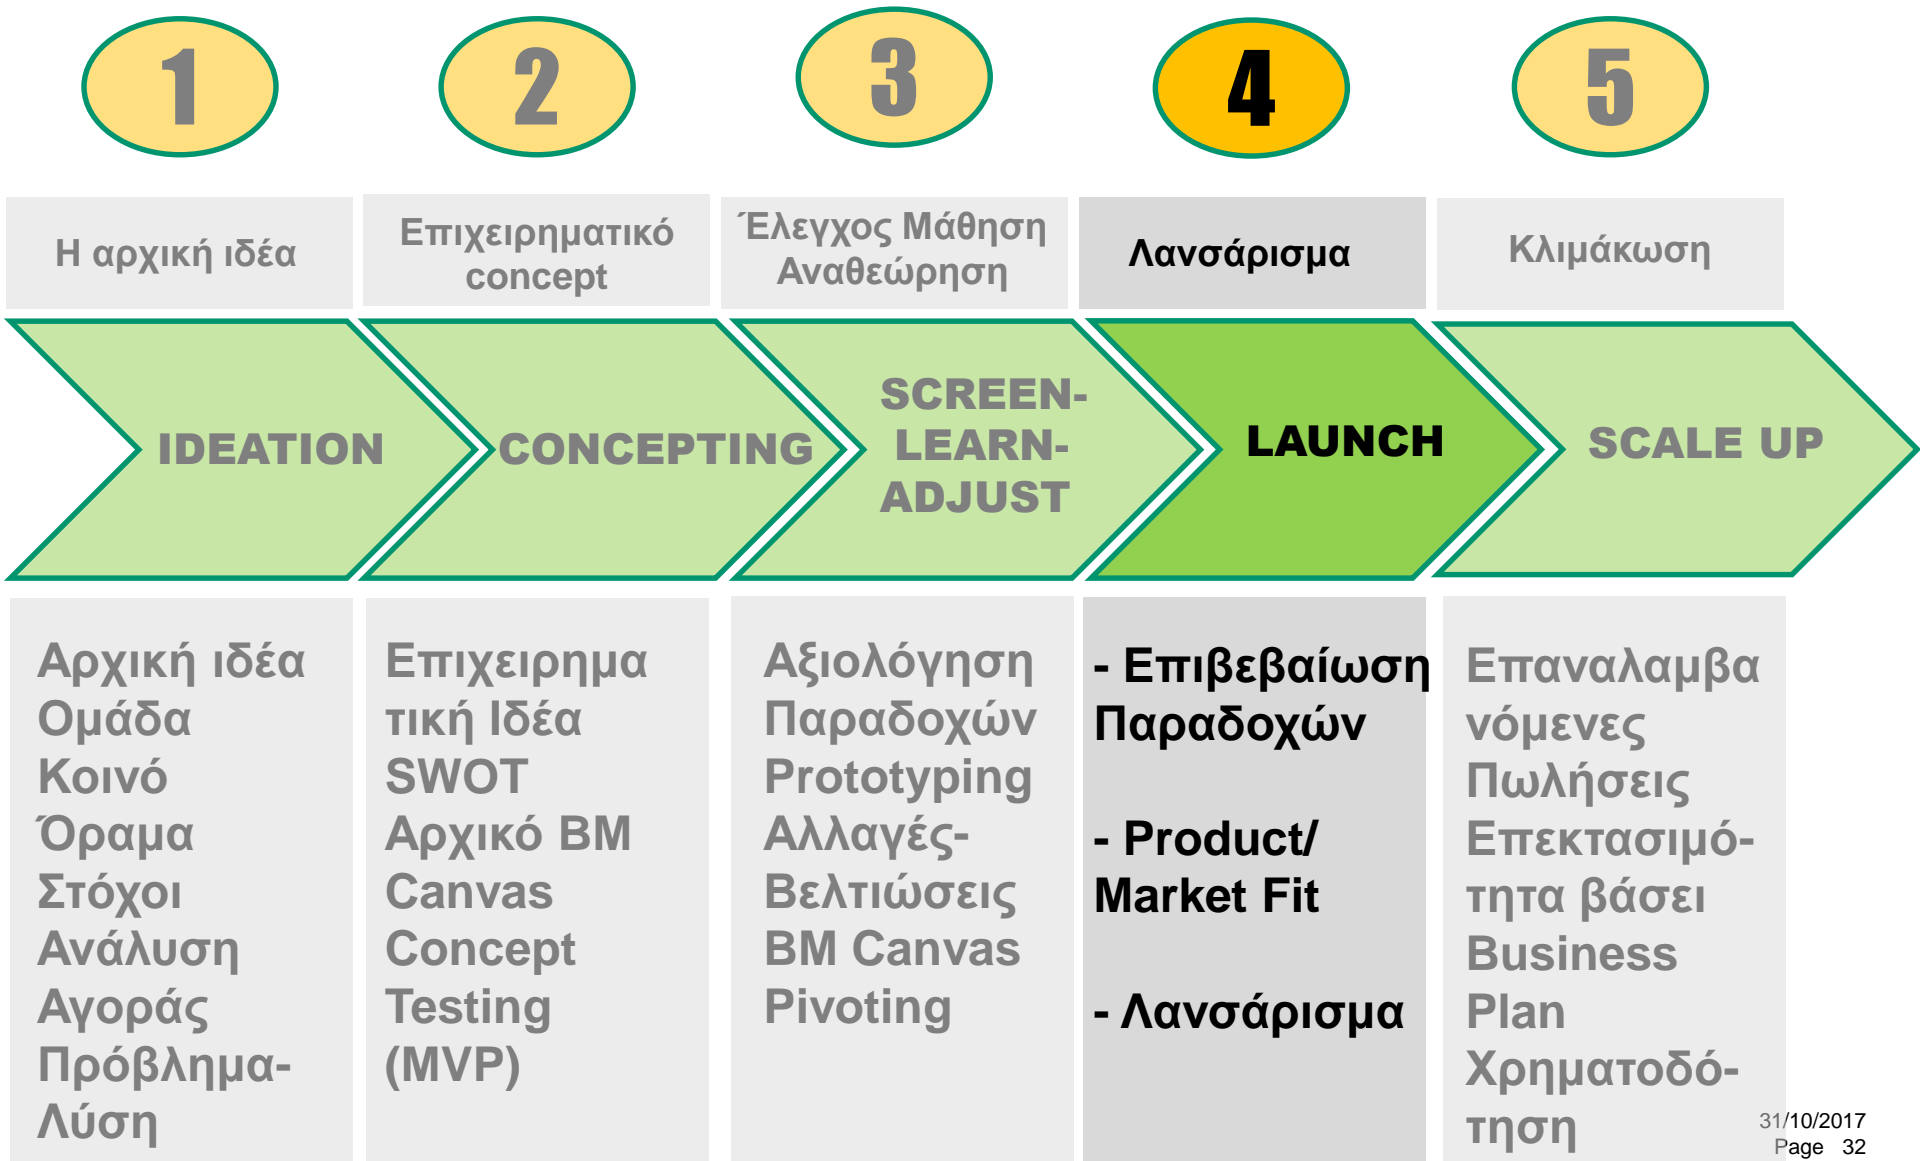 1
2
3
4
5
Η αρχική ιδέα
Επιχειρηματικό
concept
Έλεγχος Μάθηση
Αναθεώρηση
Λανσάρισμα
Κλιμάκωση
IDEATION
CONCEPTING
SCREEN-
LEARN-
ADJUST
LAUNCH
SCALE UP
Αρχική ιδέα
Ομάδα
Κοινό
Όραμα
Στόχοι
Ανάλυση
Αγοράς
Πρόβλημα-
Λύση
Επιχειρημα
τική Ιδέα
SWOT
Αρχικό BM
Canvas
Concept
Testing
(MVP)
Αξιολόγηση
Παραδοχών
Prototyping
Αλλαγές-
Βελτιώσεις
BM Canvas
Pivoting
- Επιβεβαίωση
Παραδοχών
- Product/
Market Fit
- Λανσάρισμα
Επαναλαμβα
νόμενες
Πωλήσεις
Επεκτασιμό-
τητα βάσει
Business
Plan
Χρηματοδό-
τηση
31/10/2017
Page 32